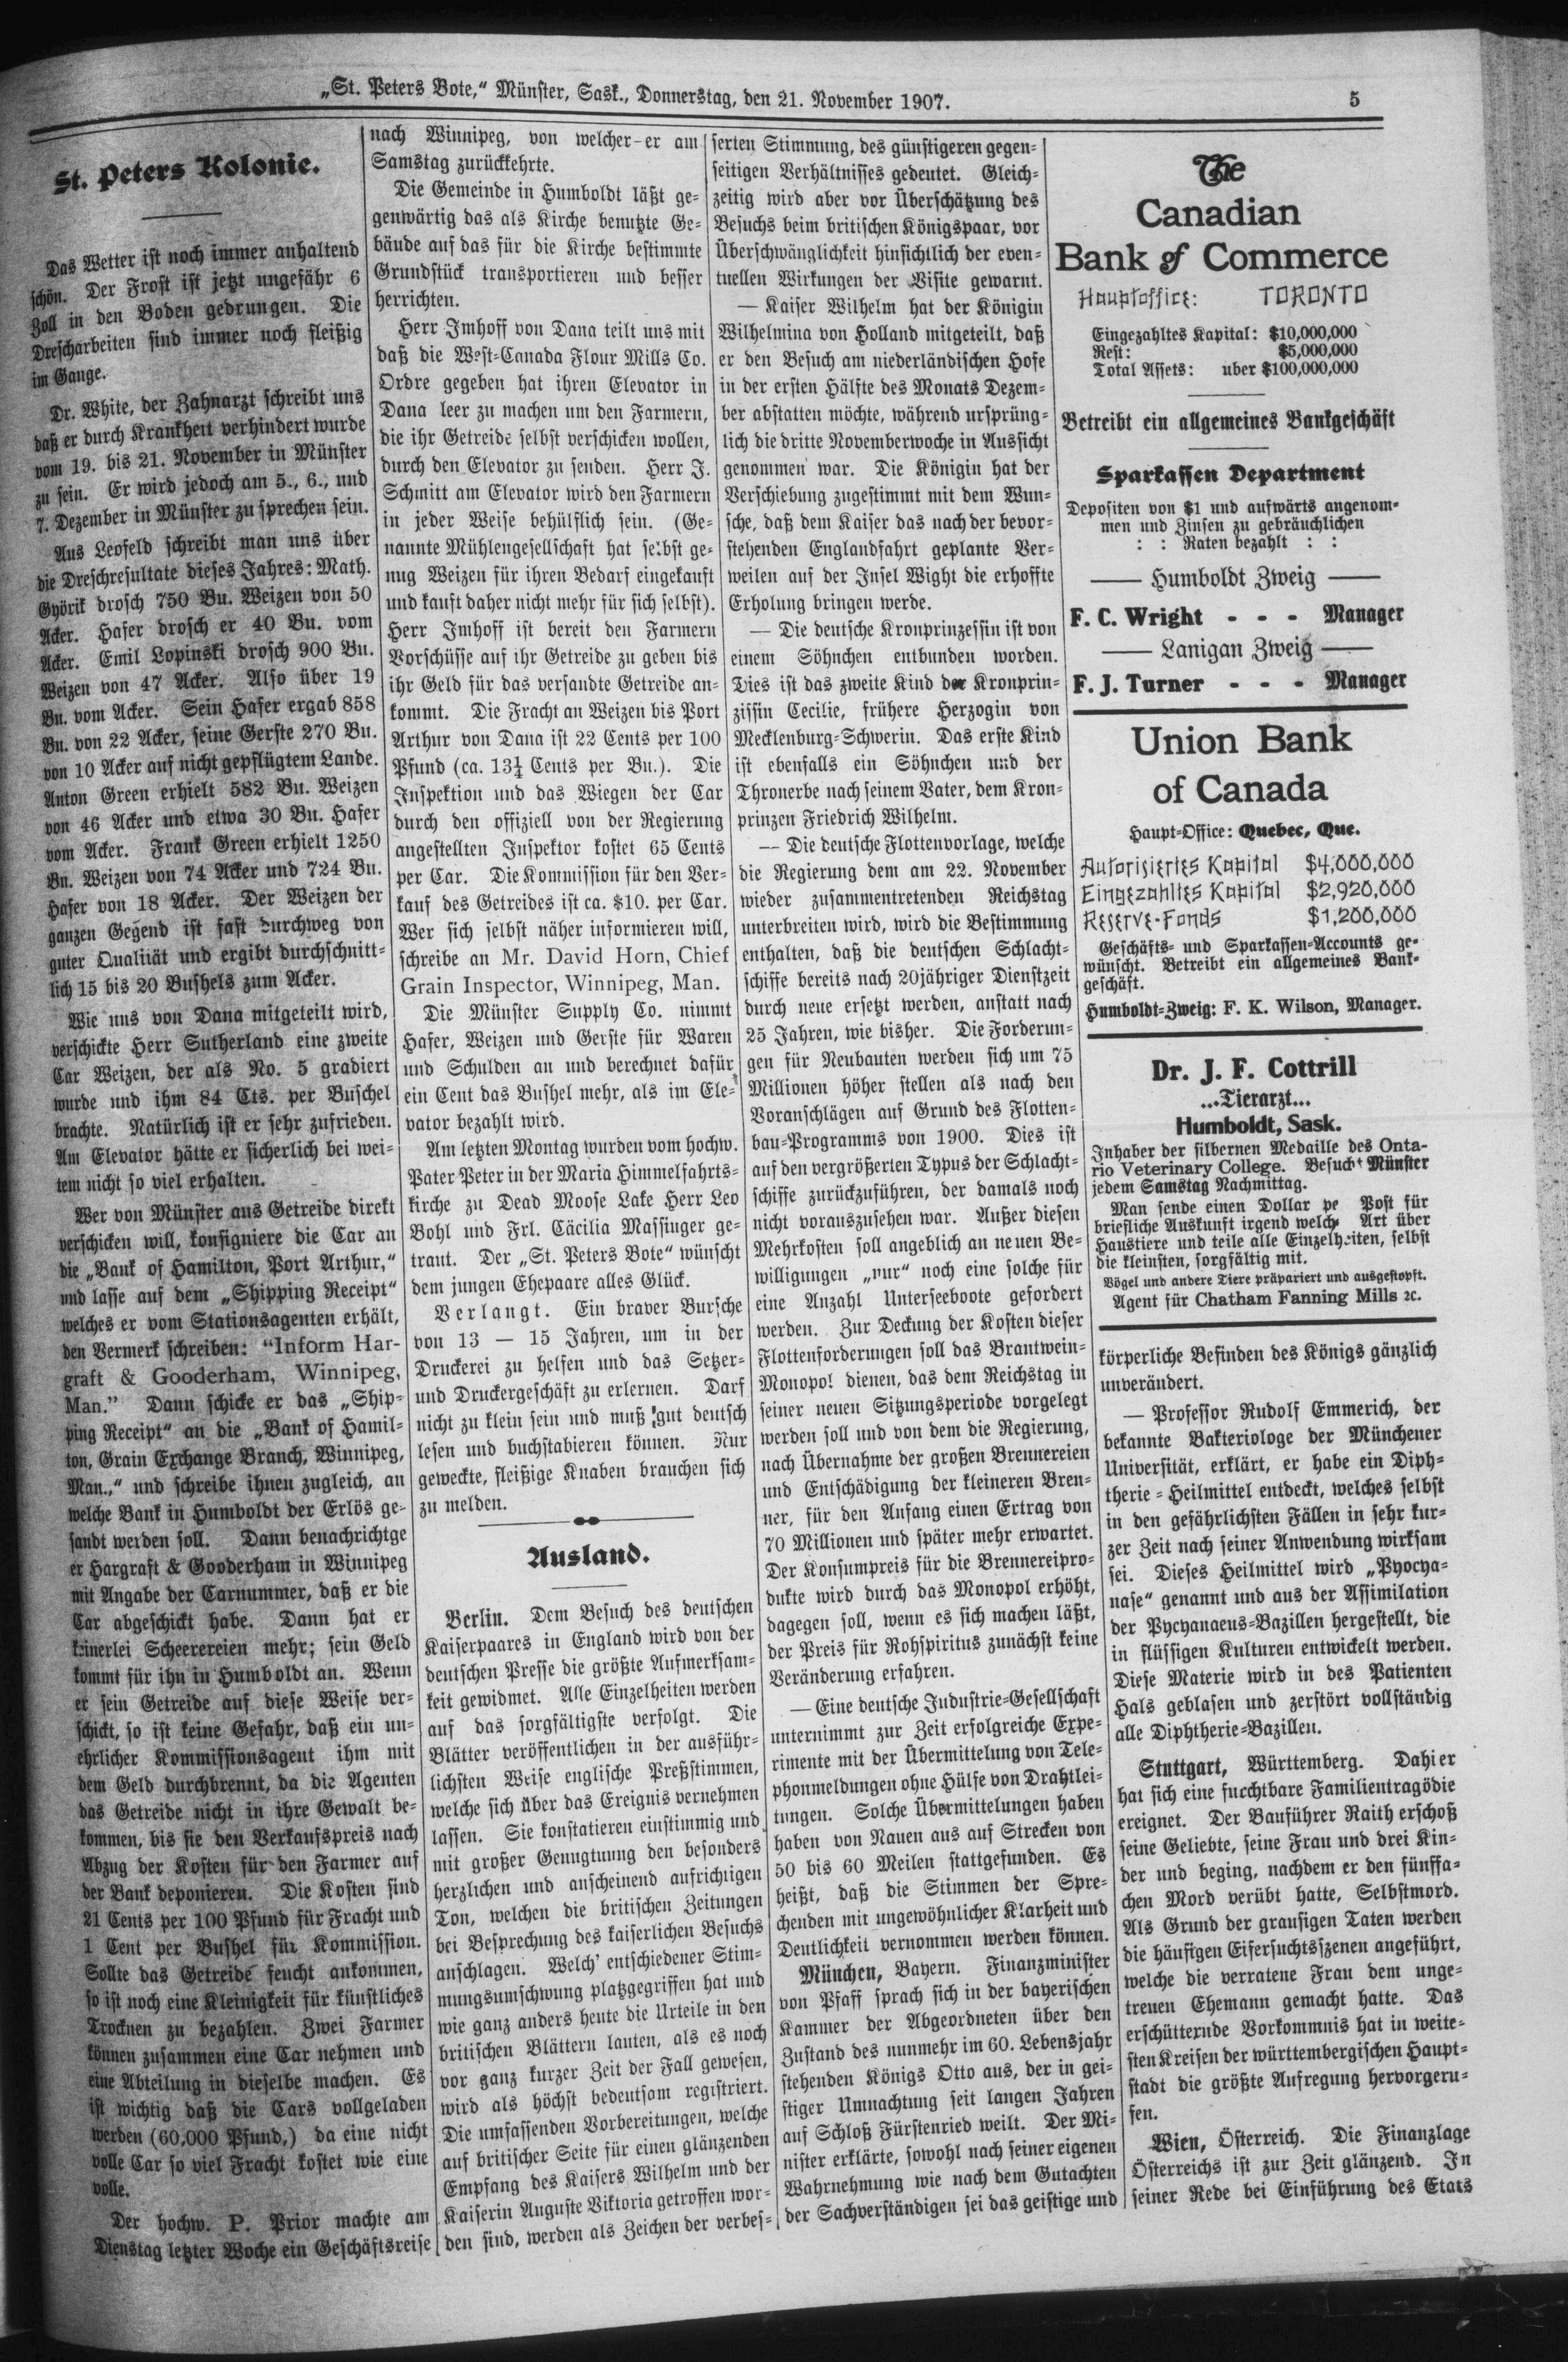 „St. Peters Bote,“ Münster, Sask., Donnerstag, den 21. November 1907.
5
St. Peters Kolonie.
Das Wetter ist noch immer anhaltend
schön. Der Frost ist jetzt ungefähr 6
Zoll in den Boden gedrungen. Die
Drescharbeiten sind immer noch fleißig
im Gange.
Dr. White, der Zahnarzt schreibt uns
daß er durch Krankheit verhindert wurde
vom 19. bis 21. November in Münster
zu sein. Er wird jedoch am 5., 6., und
7. Dezember in Münster zu sprechen sein.
Aus Leofeld schreibt man uns über
die Dreschresultate dieses Jahres: Math.
Györik drosch 750 Bu. Weizen von 50
Acker. Hafer drosch er 40 Bu. vom
Acker. Emil Lopinski drosch 900 Bu.
Weizen von 47 Acker. Also über 19
Bu. vom Acker. Sein Hafer ergab 858
Bu. von 22 Acker, seine Gerste 270 Bu.
von 10 Acker auf nicht gepflügtem Lande.
Anton Green erhielt 582 Bu. Weizen
von 46 Acker und etwa 30 Bu. Hafer
vom Acker. Frank Green erhielt 1250
Bu. Weizen von 74 Acker und 724 Bu.
Hafer von 18 Acker. Der Weizen der
ganzen Gegend ist fast durchweg von
guter Qualität und ergibt durchschnitt-
lich 15 bis 20 Bushels zum Acker.
Wie uns von Dana mitgeteilt wird,
verschickte Herr Sutherland eine zweite
Car Weizen, der als No. 5 gradiert
wurde und ihm 84 Cts. per Buschel
brachte. Natürlich ist er sehr zufrieden.
Am Elevator hätte er sicherlich bei wei-
tem nicht so viel erhalten.
Wer von Münster aus Getreide direkt
verschicken will, konsigniere die Car an
die „Bank of Hamilton, Port Arthur,“
und lasse auf dem „Shipping Receipt“
welches er vom Stationsagenten erhält,
den Vermerk schreiben: “Inform Har-
graft & Gooderham, Winnipeg,
Man.” Dann schicke er das „Ship-
ping Receipt“ an die „Bank of Hamil-
ton, Grain Exchange Branch, Winnipeg,
Man.,“ und schreibe ihnen zugleich, an
welche Bank in Humboldt der Erlös ge-
sandt werden soll. Dann benachrichtge
er Hargraft & Gooderham in Winnipeg
mit Angabe der Carnummer, daß er die
Car abgeschickt habe. Dann hat er
keinerlei Scheerereien mehr; sein Geld
kommt für ihn in Humboldt an. Wenn
er sein Getreide auf diese Weise ver-
schickt, so ist keine Gefahr, daß ein un-
ehrlicher Kommissionsagent ihm mit
dem Geld durchbrennt, da die Agenten
das Getreide nicht in ihre Gewalt be-
kommen, bis sie den Verkaufspreis nach
Abzug der Kosten für den Farmer auf
der Bank deponieren. Die Kosten sind
21 Cents per 100 Pfund für Fracht und
1 Cent per Bushel für Kommission.
Sollte das Getreide feucht ankommen,
so ist noch eine Kleinigkeit für künstliches
Trocknen zu bezahlen. Zwei Farmer
können zusammen eine Car nehmen und
eine Abteilung in dieselbe machen. Es
ist wichtig daß die Cars vollgeladen
werden (60,000 Pfund,) da eine nicht
volle Car so viel Fracht kostet wie eine
volle.
Der hochw. P. Prior machte am
Dienstag letzter Woche ein Geschäftsreise
nach Winnipeg, von welcher er am
Samstag zurückkehrte.
Die Gemeinde in Humboldt läßt ge-
genwärtig das als Kirche benutzte Ge-
bäude auf das für die Kirche bestimmte
Grundstück transportieren und besser
herrichten.
Herr Imhoff von Dana teilt uns mit
daß die West-Canada Flour Mills Co.
Ordre gegeben hat ihren Elevator in
Dana leer zu machen um den Farmern,
die ihr Getreide selbst verschicken wollen,
durch den Elevator zu senden. Herr J.
Schmitt am Elevator wird den Farmern
in jeder Weise behülflich sein. (Ge-
nannte Mühlengesellschaft hat selbst ge-
nug Weizen für ihren Bedarf eingekauft
und kauft daher nicht mehr für sich selbst).
Herr Imhoff ist bereit den Farmern
Vorschüsse auf ihr Getreide zu geben bis
ihr Geld für das versandte Getreide an-
kommt. Die Fracht an Weizen bis Port
Arthur von Dana ist 22 Cents per 100
Pfund (ca. 13¼ Cents per Bu.). Die
Inspektion und das Wiegen der Car
durch den offiziell von der Regierung
angestellten Inspektor kostet 65 Cents
per Car. Die Kommission für den Ver-
kauf des Getreides ist ca. $10. per Car.
Wer sich selbst näher informieren will,
schreibe an Mr. David Horn, Chief
Grain Inspector, Winnipeg, Man.
Die Münster Supply Co. nimmt
Hafer, Weizen und Gerste für Waren
und Schulden an und berechnet dafür
ein Cent das Bushel mehr, als im Ele-
vator bezahlt wird.
Am letzten Montag wurden vom hochw.
Pater Peter in der Maria Himmelfahrts-
kirche zu Dead Moose Lake Herr Leo
Bohl und Frl. Cäcilia Massinger ge-
traut. Der „St. Peters Bote“ wünscht
dem jungen Ehepaare alles Glück.
Verlangt. Ein braver Bursche
von 13 — 15 Jahren, um in der
Druckerei zu helfen und das Setzer-
und Druckergeschäft zu erlernen. Darf
nicht zu klein sein und muß gut deutsch
lesen und buchstabieren können. Nur
geweckte, fleißige Knaben brauchen sich
zu melden.
Ausland.
Berlin. Dem Besuch des deutschen
Kaiserpaares in England wird von der
deutschen Presse die größte Aufmerksam-
keit gewidmet. Alle Einzelheiten werden
auf das sorgfältigste verfolgt. Die
Blätter veröffentlichen in der ausführ-
lichsten Weise englische Preßstimmen,
welche sich über das Ereignis vernehmen
lassen. Sie konstatieren einstimmig und
mit großer Genugtuung den besonders
herzlichen und anscheinend aufrichtigen
Ton, welchen die britischen Zeitungen
bei Besprechung des kaiserlichen Besuchs
anschlagen. Welch' entschiedener Stim-
mungsumschwung platzgegriffen hat und
wie ganz anders heute die Urteile in den
britischen Blättern lauten, als es noch
vor ganz kurzer Zeit der Fall gewesen,
wird als höchst bedeutsam registriert.
Die umfassenden Vorbereitungen, welche
auf britischer Seite für einen glänzenden
Empfang des Kaisers Wilhelm und der
Kaiserin Auguste Viktoria getroffen wor-
den sind, werden als Zeichen der verbes-
serten Stimmung, des günstigeren gegen-
seitigen Verhältnisses gedeutet. Gleich-
zeitig wird aber vor Überschätzung des
Besuchs beim britischen Königspaar, vor
Überschwänglichkeit hinsichtlich der even-
tuellen Wirkungen der Visite gewarnt.
— Kaiser Wilhelm hat der Königin
Wilhelmina von Holland mitgeteilt, daß
er den Besuch am niederländischen Hofe
in der ersten Hälfte des Monats Dezem-
ber abstatten möchte, während ursprüng-
lich die dritte Novemberwoche in Aussicht
genommen war. Die Königin hat der
Verschiebung zugestimmt mit dem Wun-
sche, daß dem Kaiser das nach der bevor-
stehenden Englandfahrt geplante Ver-
weilen auf der Insel Wight die erhoffte
Erholung bringen werde.
— Die deutsche Kronprinzessin ist von
einem Söhnchen entbunden worden.
Dies ist das zweite Kind der Kronprin-
zissin Cecilie, frühere Herzogin von
Mecklenburg-Schwerin. Das erste Kind
ist ebenfalls ein Söhnchen und der
Thronerbe nach seinem Vater, dem Kron-
prinzen Friedrich Wilhelm.
— Die deutsche Flottenvorlage, welche
die Regierung dem am 22. November
wieder zusammentretenden Reichstag
unterbreiten wird, wird die Bestimmung
enthalten, daß die deutschen Schlacht-
schiffe bereits nach 20jähriger Dienstzeit
durch neue ersetzt werden, anstatt nach
25 Jahren, wie bisher. Die Forderun-
gen für Neubauten werden sich um 75
Millionen höher stellen als nach den
Voranschlägen auf Grund des Flotten-
bau-Programms von 1900. Dies ist
auf den vergrößerten Typus der Schlacht-
schiffe zurückzuführen, der damals noch
nicht vorauszusehen war. Außer diesen
Mehrkosten soll angeblich an neuen Be-
willigungen „nur“ noch eine solche für
eine Anzahl Unterseeboote gefordert
werden. Zur Deckung der Kosten dieser
Flottenforderungen soll das Brantwein-
Monopol dienen, das dem Reichstag in
seiner neuen Sitzungsperiode vorgelegt
werden soll und von dem die Regierung,
nach Übernahme der großen Brennereien
und Entschädigung der kleineren Bren-
ner, für den Anfang einen Ertrag von
70 Millionen und später mehr erwartet.
Der Konsumpreis für die Brennereipro-
dukte wird durch das Monopol erhöht,
dagegen soll, wenn es sich machen läßt,
der Preis für Rohspiritus zunächst keine
Veränderung erfahren.
— Eine deutsche Industrie-Gesellschaft
unternimmt zur Zeit erfolgreiche Expe-
rimente mit der Übermittelung von Tele-
phonmeldungen ohne Hülfe von Drahtlei-
tungen. Solche Übermittelungen haben
haben von Nauen aus auf Strecken von
50 bis 60 Meilen stattgefunden. Es
heißt, daß die Stimmen der Spre-
chenden mit ungewöhnlicher Klarheit und
Deutlichkeit vernommen werden können.
München, Bayern. Finanzminister
von Pfaff sprach sich in der bayerischen
Kammer der Abgeordneten über den
Zustand des nunmehr im 60. Lebensjahr
stehenden Königs Otto aus, der in gei-
stiger Umnachtung seit langen Jahren
auf Schloß Fürstenried weilt. Der Mi-
nister erklärte, sowohl nach seiner eigenen
Wahrnehmung wie nach dem Gutachten
der Sachverständigen sei das geistige und
The
Canadian
Bank of Commerce
Hauptoffice: TORONTO
Eingezahltes Kapital: $10,000,000
Rest: $5,000,000
Total Assets: uber $100,000,000
Betreibt ein allgemeines Bankgeschäft
Sparkassen Department
Depositen von $1 und aufwärts angenom-
men und Zinsen zu gebräuchlichen
: : Raten bezahlt : :
— Humboldt Zweig —
F. C. Wright - - - Manager
— Lanigan Zweig —
F. J. Turner - - - Manager
Union Bank
of Canada
Haupt-Office: Quebec, Que.
Autorisiertes Kapital $4,000,000
Eingezahltes Kapital $2,920,000
Reserve-Fonds $1,200,000
Geschäfts- und Sparkassen-Accounts ge-
wünscht. Betreibt ein allgemeines Bank-
geschäft.
Humboldt-Zweig: F. K. Wilson, Manager.
Dr. J. F. Cottrill
...Tierarzt...
Humboldt, Sask.
Inhaber der silbernen Medaille des Onta-
rio Veterinary College. Besucht Münster
jedem Samstag Nachmittag.
Man sende einen Dollar pe Post für
briefliche Auskunft irgend welche Art über
Haustiere und teile alle Einzelheiten, selbst
die kleinsten, sorgfältig mit.
Vögel und andere Tiere präpariert und ausgestopft.
Agent für Chatham Fanning Mills ꝛc.
körperliche Befinden des Königs gänzlich
unverändert.
— Professor Rudolf Emmerich, der
bekannte Bakteriologe der Münchener
Universität, erklärt, er habe ein Diph-
therie-Heilmittel entdeckt, welches selbst
in den gefährlichsten Fällen in sehr kur-
zer Zeit nach seiner Anwendung wirksam
sei. Dieses Heilmittel wird „Pyocya-
nase“ genannt und aus der Assimilation
der Pycyanaeus-Bazillen hergestellt, die
in flüssigen Kulturen entwickelt werden.
Diese Materie wird in des Patienten
Hals geblasen und zerstört vollständig
alle Diphtherie-Bazillen.
Stuttgart, Württemberg. Dahier
hat sich eine furchtbare Familientragödie
ereignet. Der Bauführer Raith erschoß
seine Geliebte, seine Frau und drei Kin-
der und beging, nachdem er den fünffa-
chen Mord verübt hatte, Selbstmord.
Als Grund der grausigen Taten werden
die häufigen Eifersuchtsszenen angeführt,
welche die verratene Frau dem unge-
treuen Ehemann gemacht hatte. Das
erschütternde Vorkommnis hat in weite-
sten Kreisen der württembergischen Haupt-
stadt die größte Aufregung hervorgeru-
fen.
Wien, Österreich. Die Finanzlage
Österreichs ist zur Zeit glänzend. In
seiner Rede bei Einführung des Etats